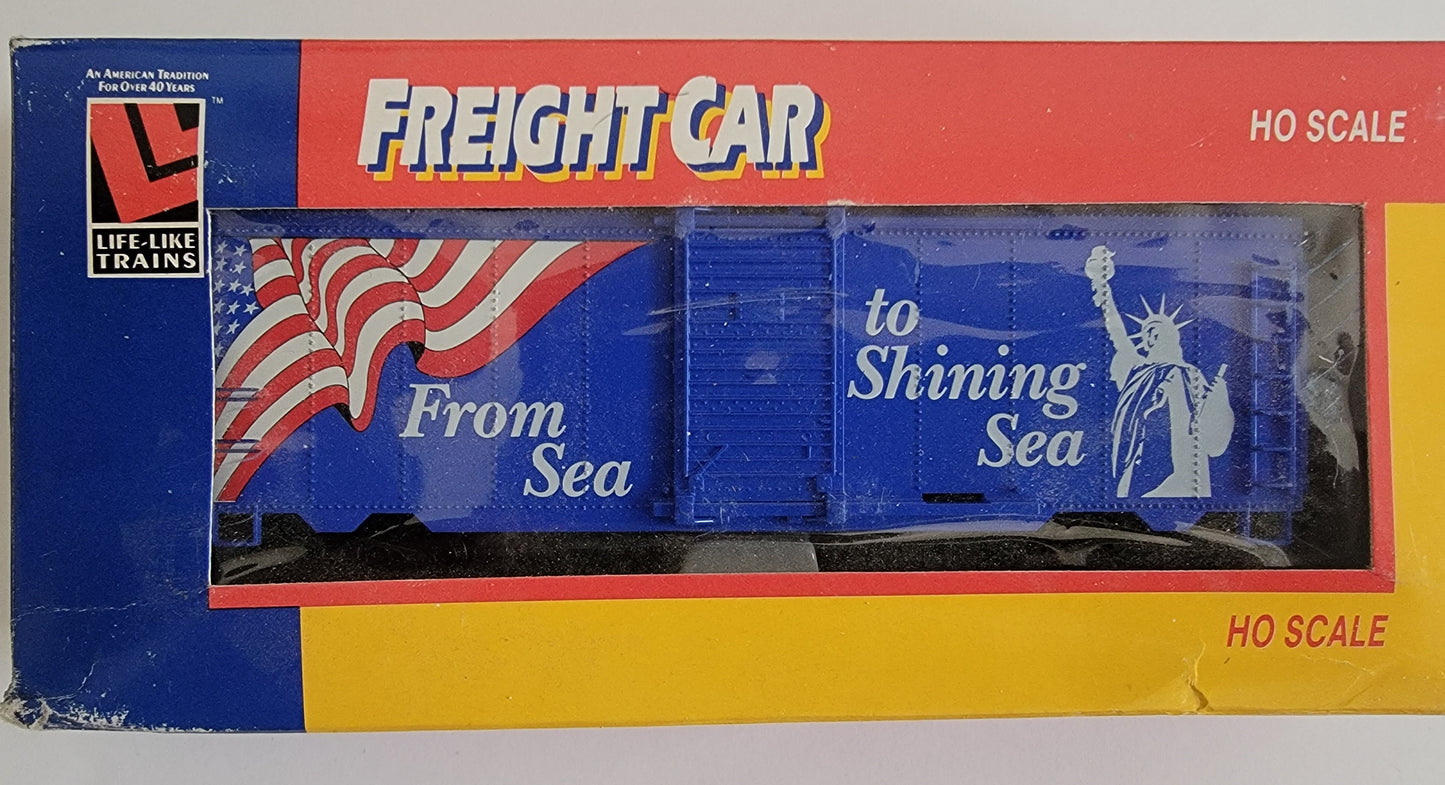 AN AMERICAN TRADITION
FOR OVER 40 YEARS
TM
LIFE-LIKE
TRAINS
FREIGHT CAR
HO SCALE
From
Sea
to
Shining
Sea
HO SCALE